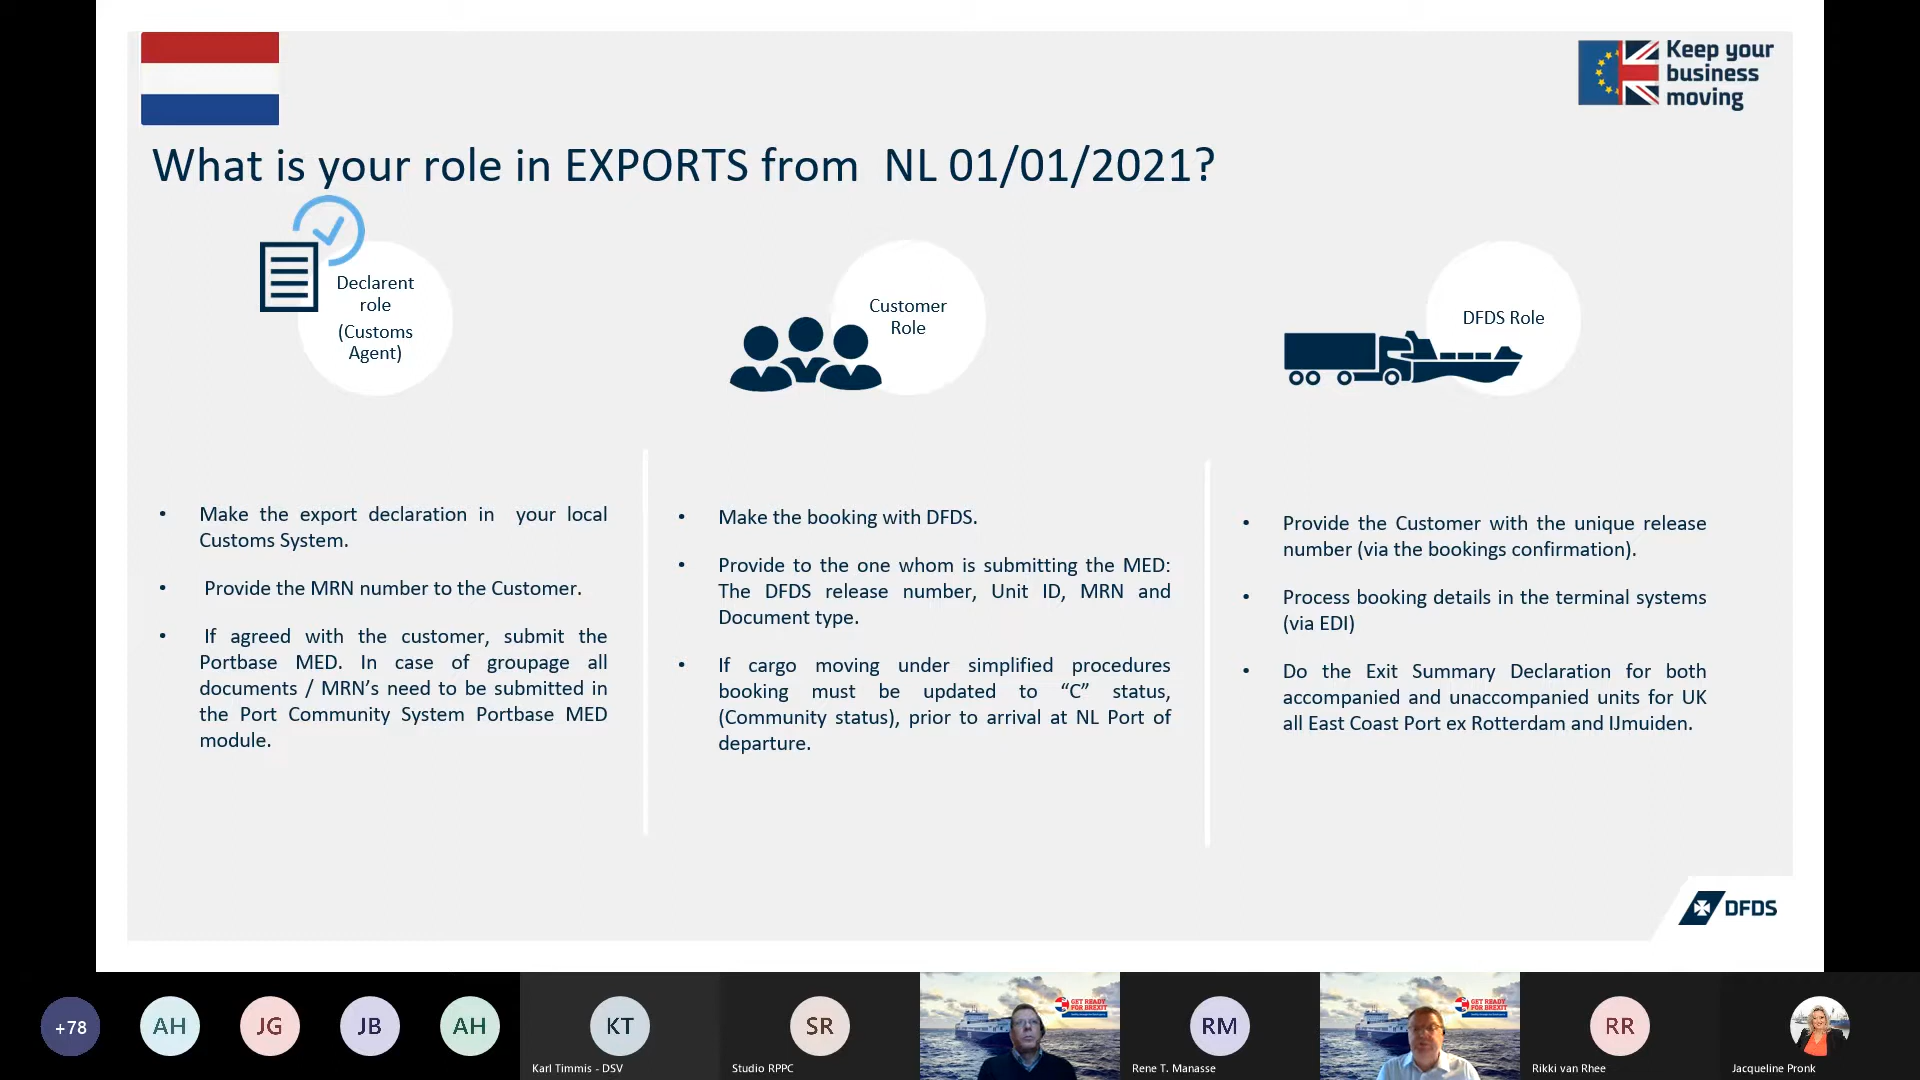 Keep your
business
moving
What is your role in EXPORTS from NL 01/01/2021?
Declarent
role
(Customs
Agent)
Customer
Role
DFDS Role
• Make the export declaration in your local
Customs System.
• Provide the MRN number to the Customer.
• If agreed with the customer, submit the
Portbase MED. In case of groupage all
documents / MRN’s need to be submitted in
the Port Community System Portbase MED
module.
• Make the booking with DFDS.
• Provide to the one whom is submitting the MED:
The DFDS release number, Unit ID, MRN and
Document type.
• If cargo moving under simplified procedures
booking must be updated to “C” status,
(Community status), prior to arrival at NL Port of
departure.
• Provide the Customer with the unique release
number (via the bookings confirmation).
• Process booking details in the terminal systems
(via EDI)
• Do the Exit Summary Declaration for both
accompanied and unaccompanied units for UK
all East Coast Port ex Rotterdam and IJmuiden.
DFDS
+78
AH
JG
JB
AH
KT
Karl Timmis - DSV
SR
Studio RPPC
GET READY
FOR BREXIT
RM
Rene T. Manasse
GET READY
FOR BREXIT
RR
Rikki van Rhee
Jacqueline Pronk